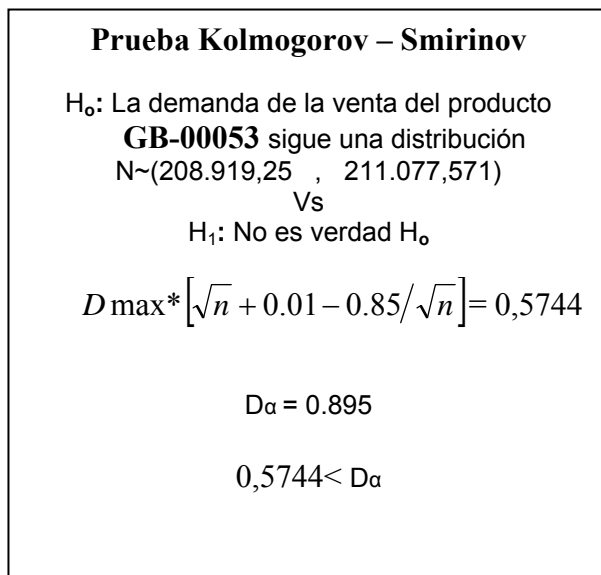 Prueba Kolmogorov – Smirinov
Ho: La demanda de la venta del producto
GB-00053 sigue una distribución
N~(208.919,25 , 211.077,571)
Vs
H1: No es verdad Ho
D max* [√n + 0.01 − 0.85/√n] = 0,5744
Dα = 0.895
0,5744< Dα